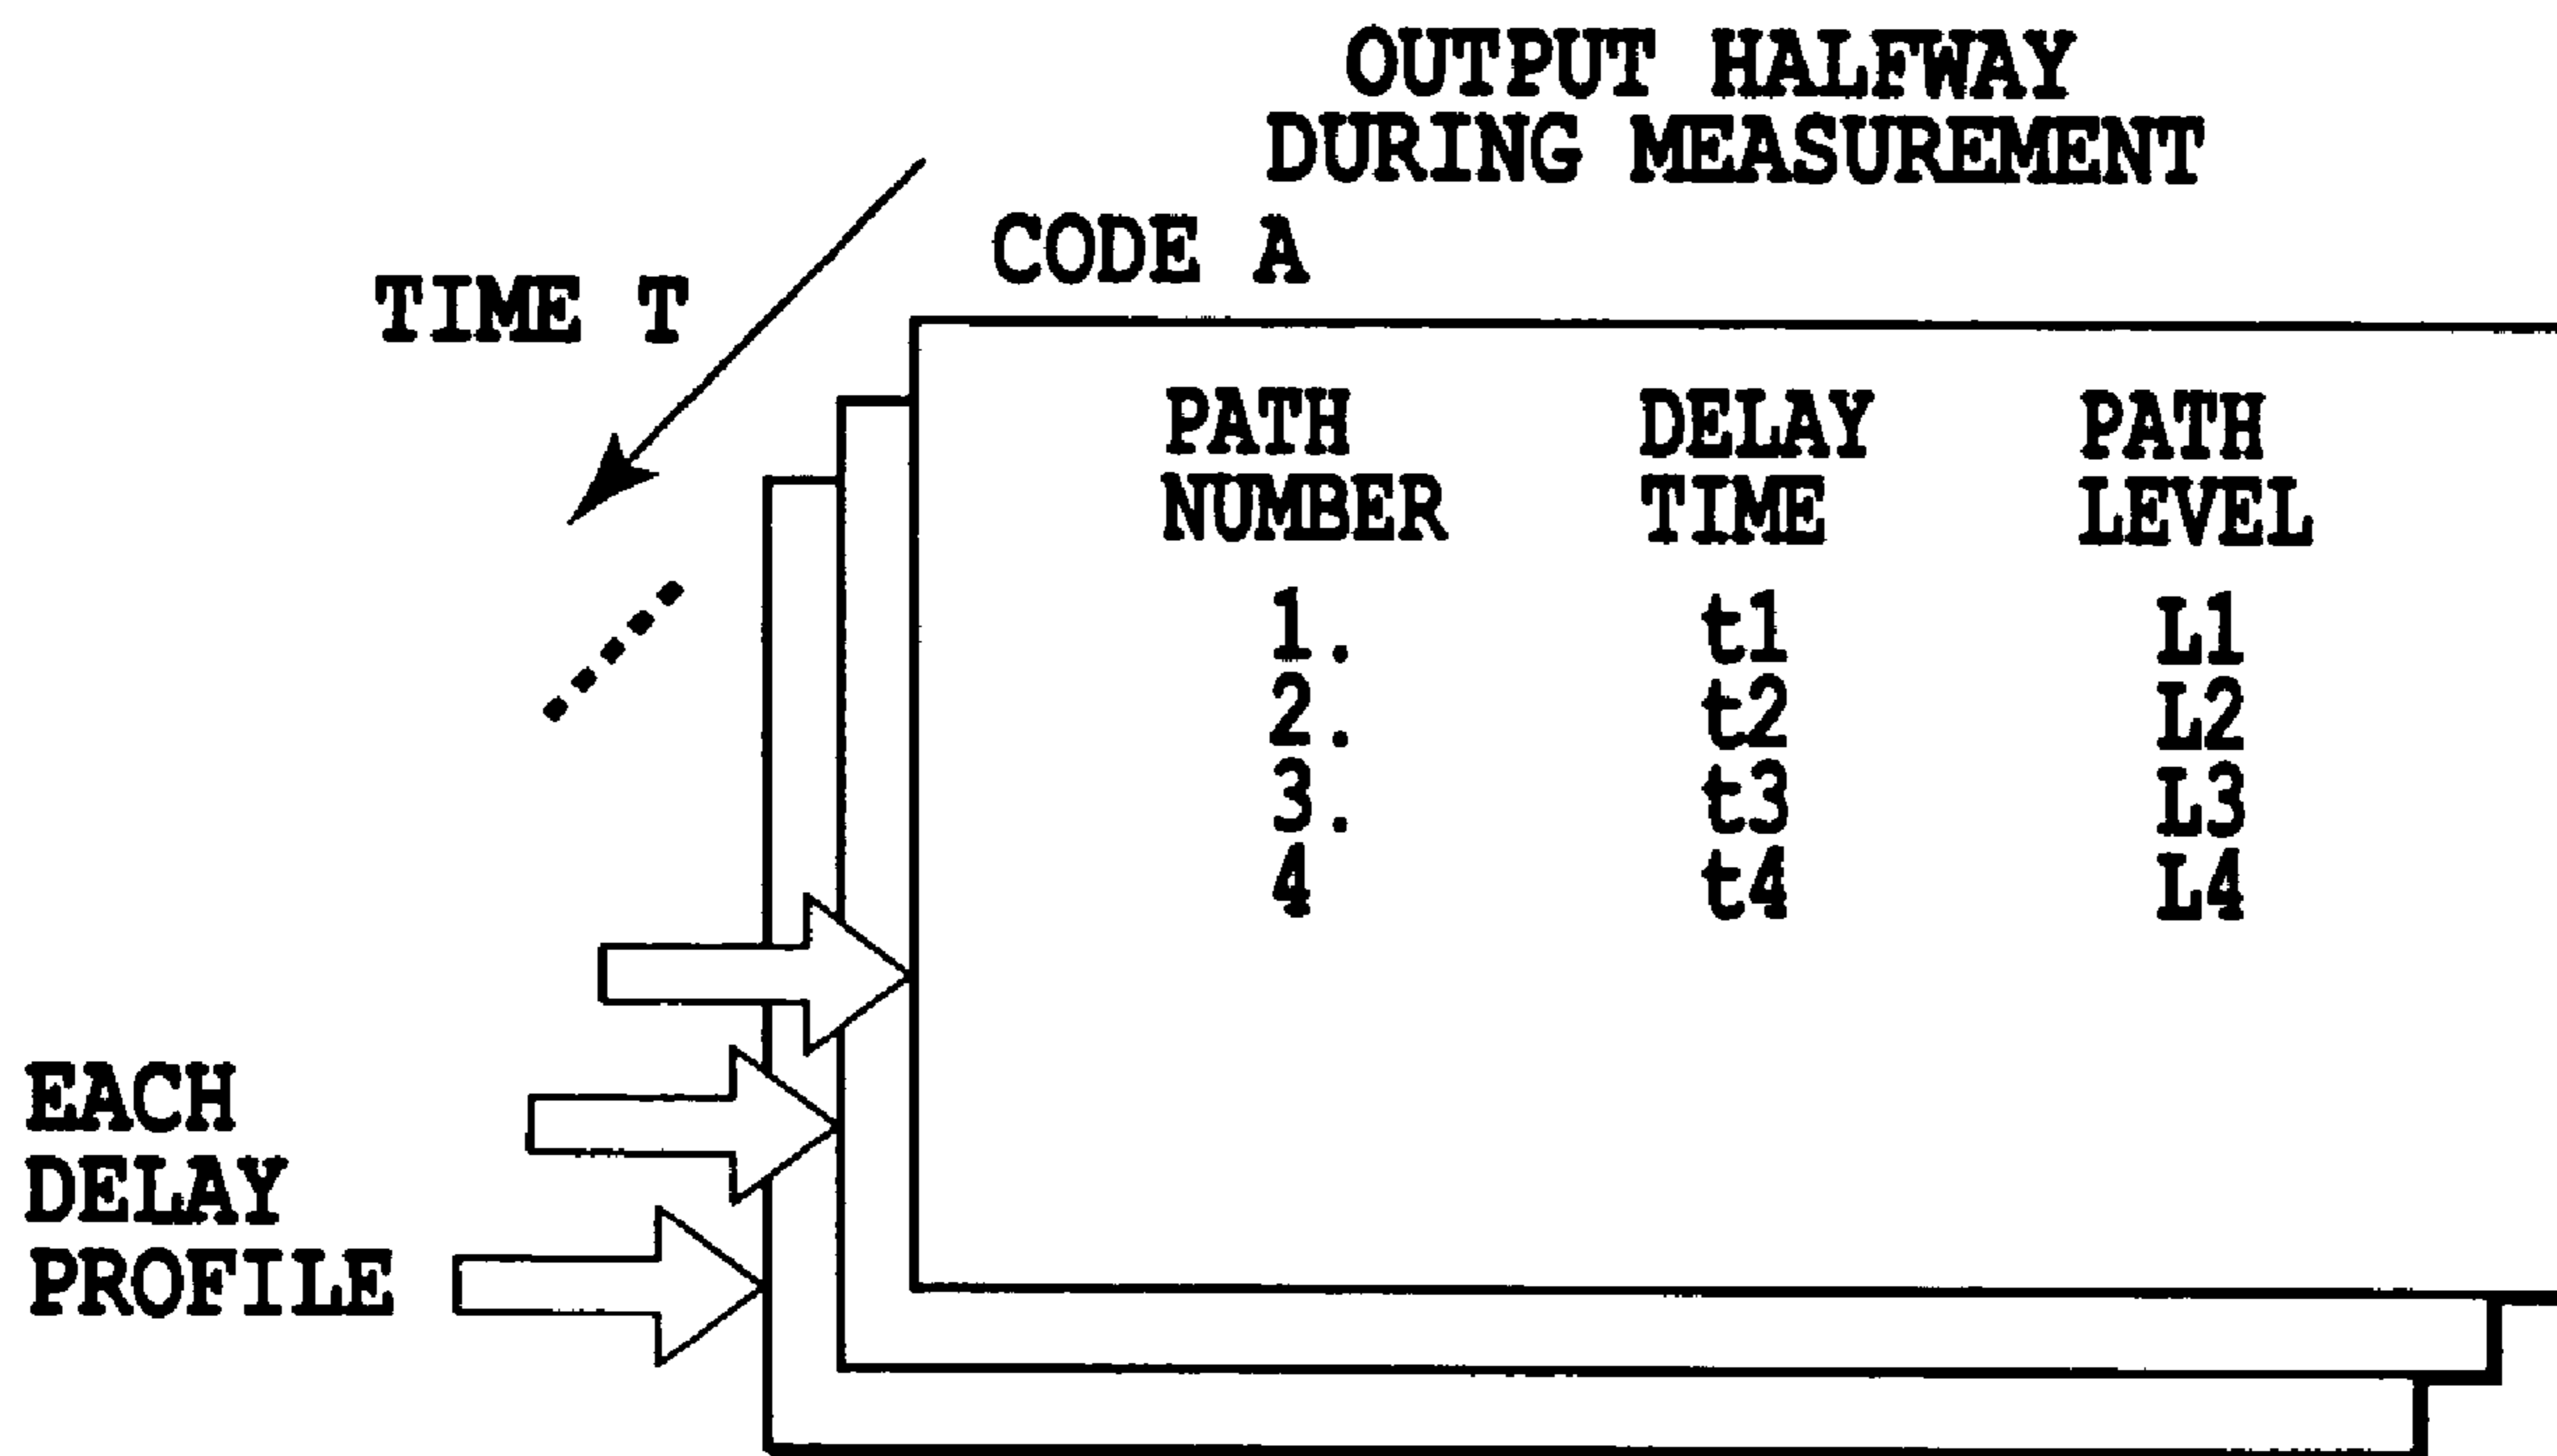 OUTPUT HALFWAY
DURING MEASUREMENT
CODE A
TIME T
PATH NUMBER DELAY TIME PATH LEVEL
1. t1 L1
2. t2 L2
3. t3 L3
4 t4 L4
EACH
DELAY
PROFILE